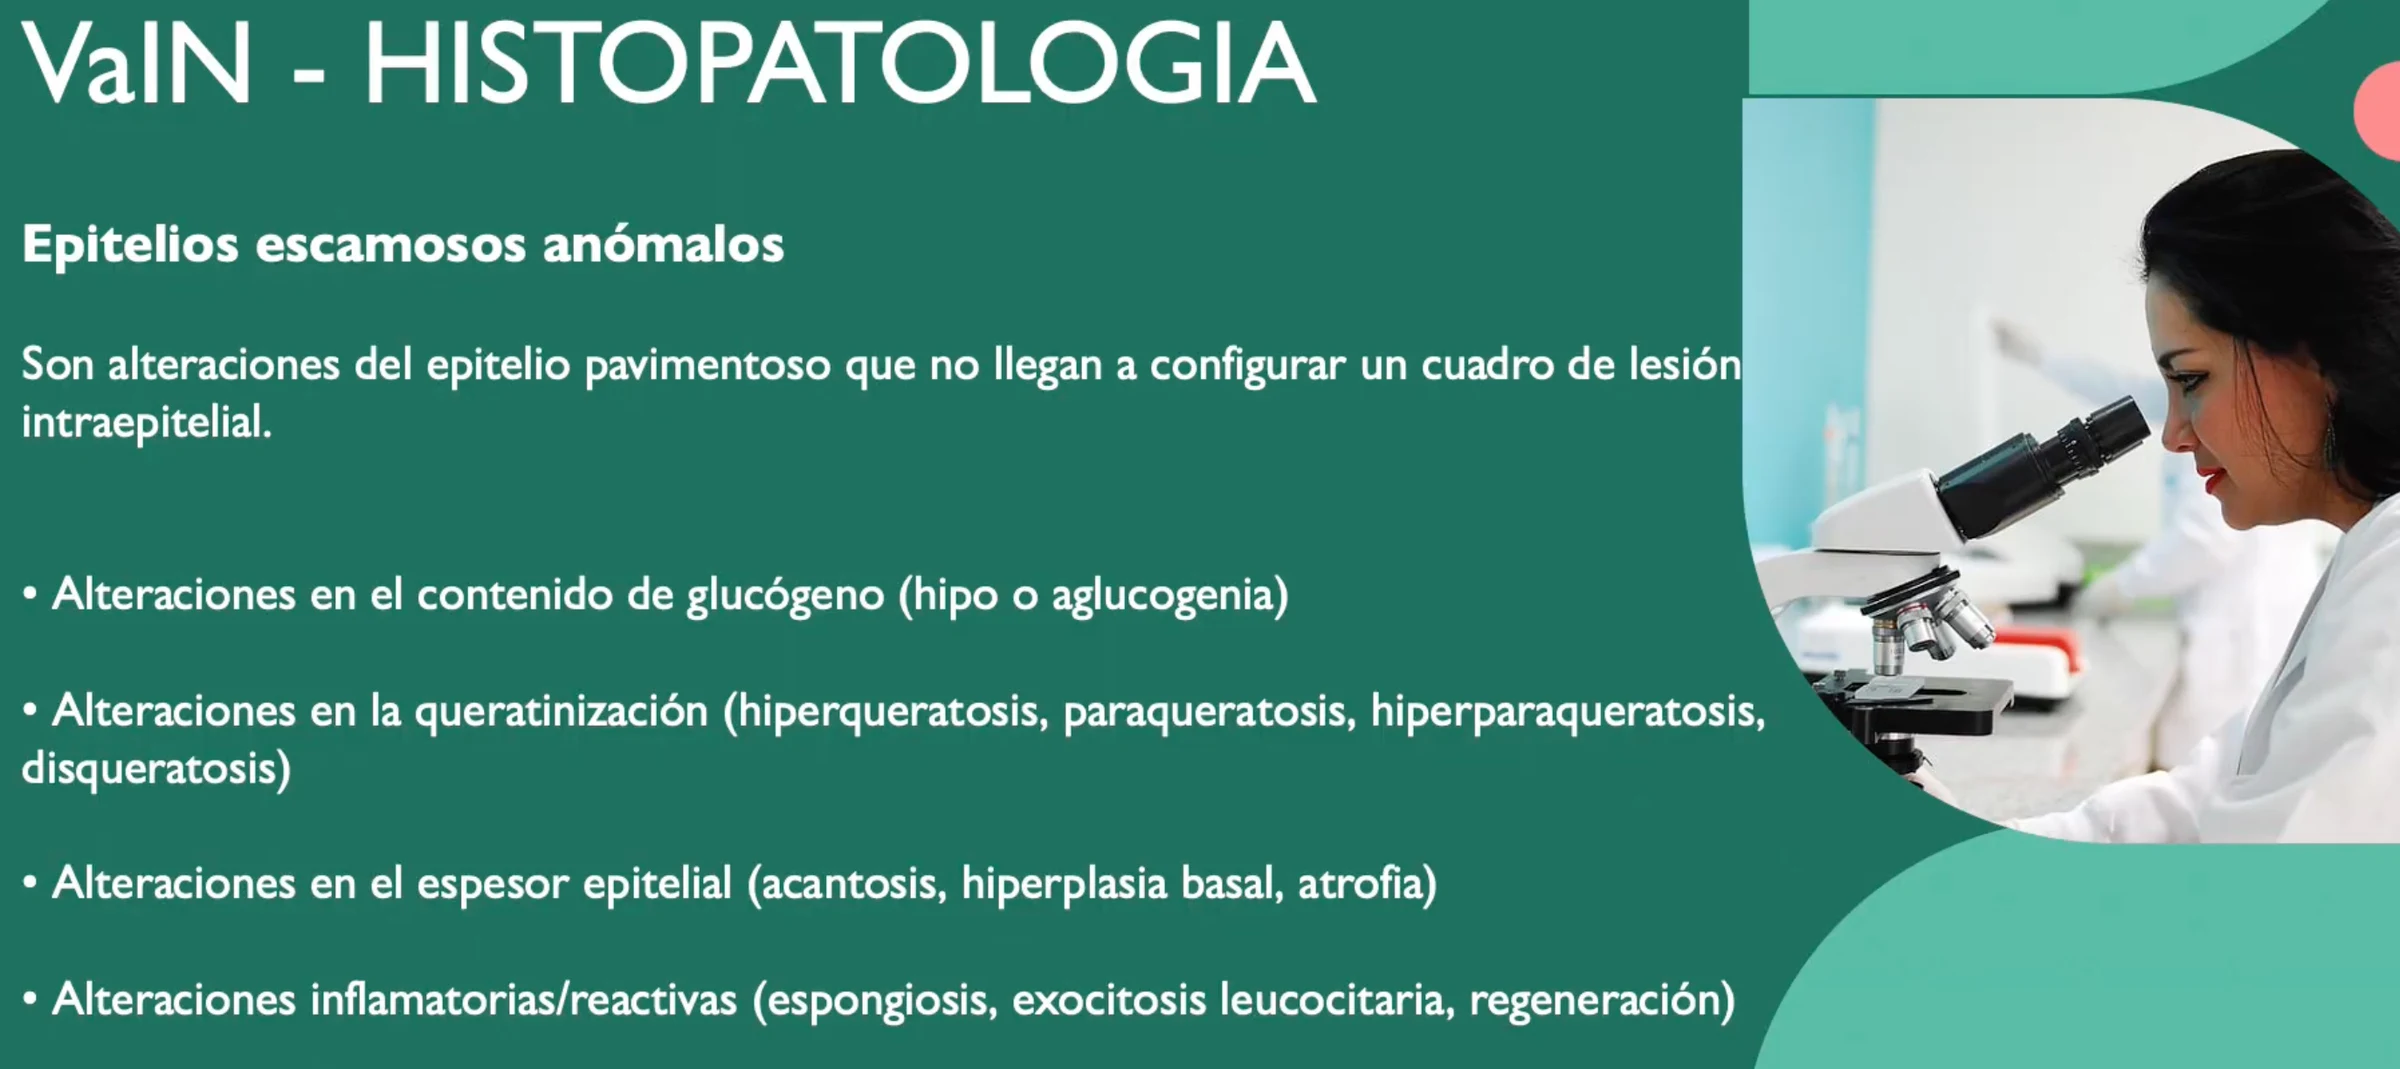 VaIN - HISTOPATOLOGIA
Epitelios escamosos anómalos
Son alteraciones del epitelio pavimentoso que no llegan a configurar un cuadro de lesión
intraepitelial.
• Alteraciones en el contenido de glucógeno (hipo o aglucogenia)
• Alteraciones en la queratinización (hiperqueratosis, paraqueratosis, hiperparaqueratosis,
disqueratosis)
• Alteraciones en el espesor epitelial (acantosis, hiperplasia basal, atrofia)
• Alteraciones inflamatorias/reactivas (espongiosis, exocitosis leucocitaria, regeneración)